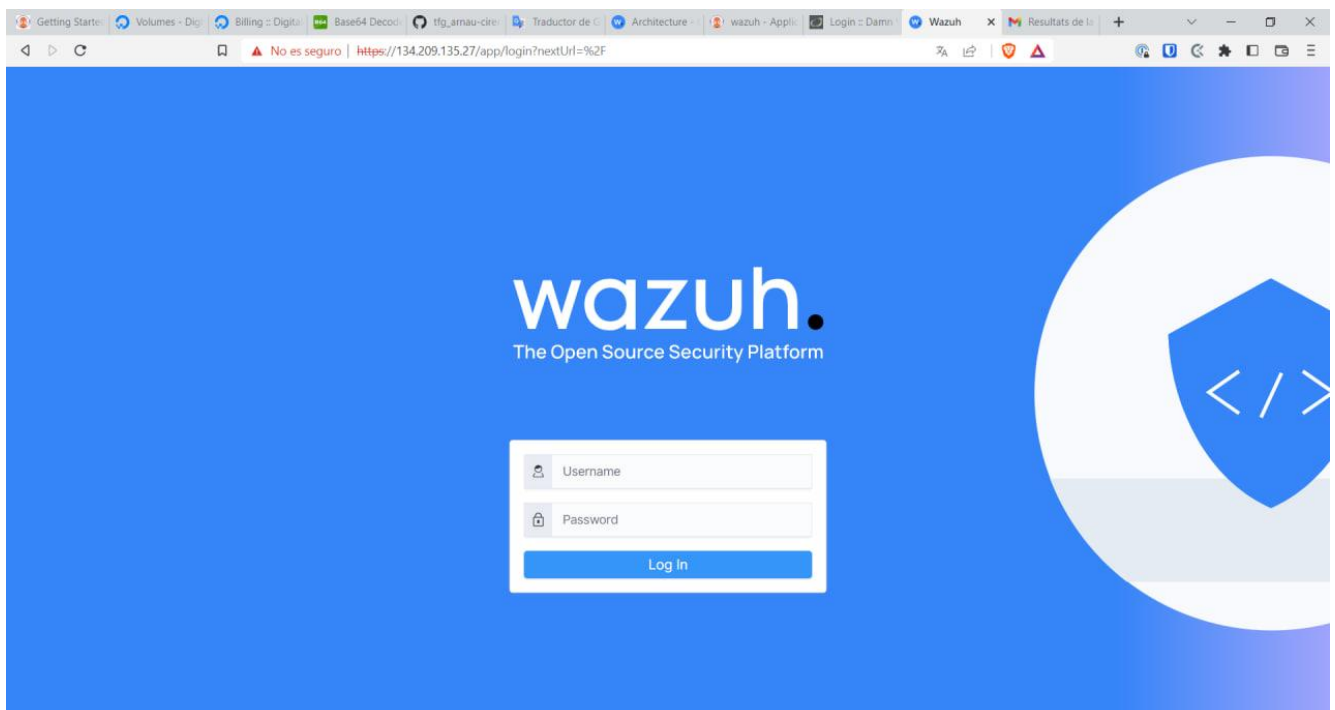 Getting Starte
Volumes - Digi
Billing :: Digita
Base64 Decod
tfg_arnau-cire
Traductor de G
Architecture -
wazuh - Applic
Login :: Damn
Wazuh
Resultats de la
No es seguro | https://134.209.135.27/app/login?nextUrl=%2F
wazuh.
The Open Source Security Platform
</>
Username
Password
Log In